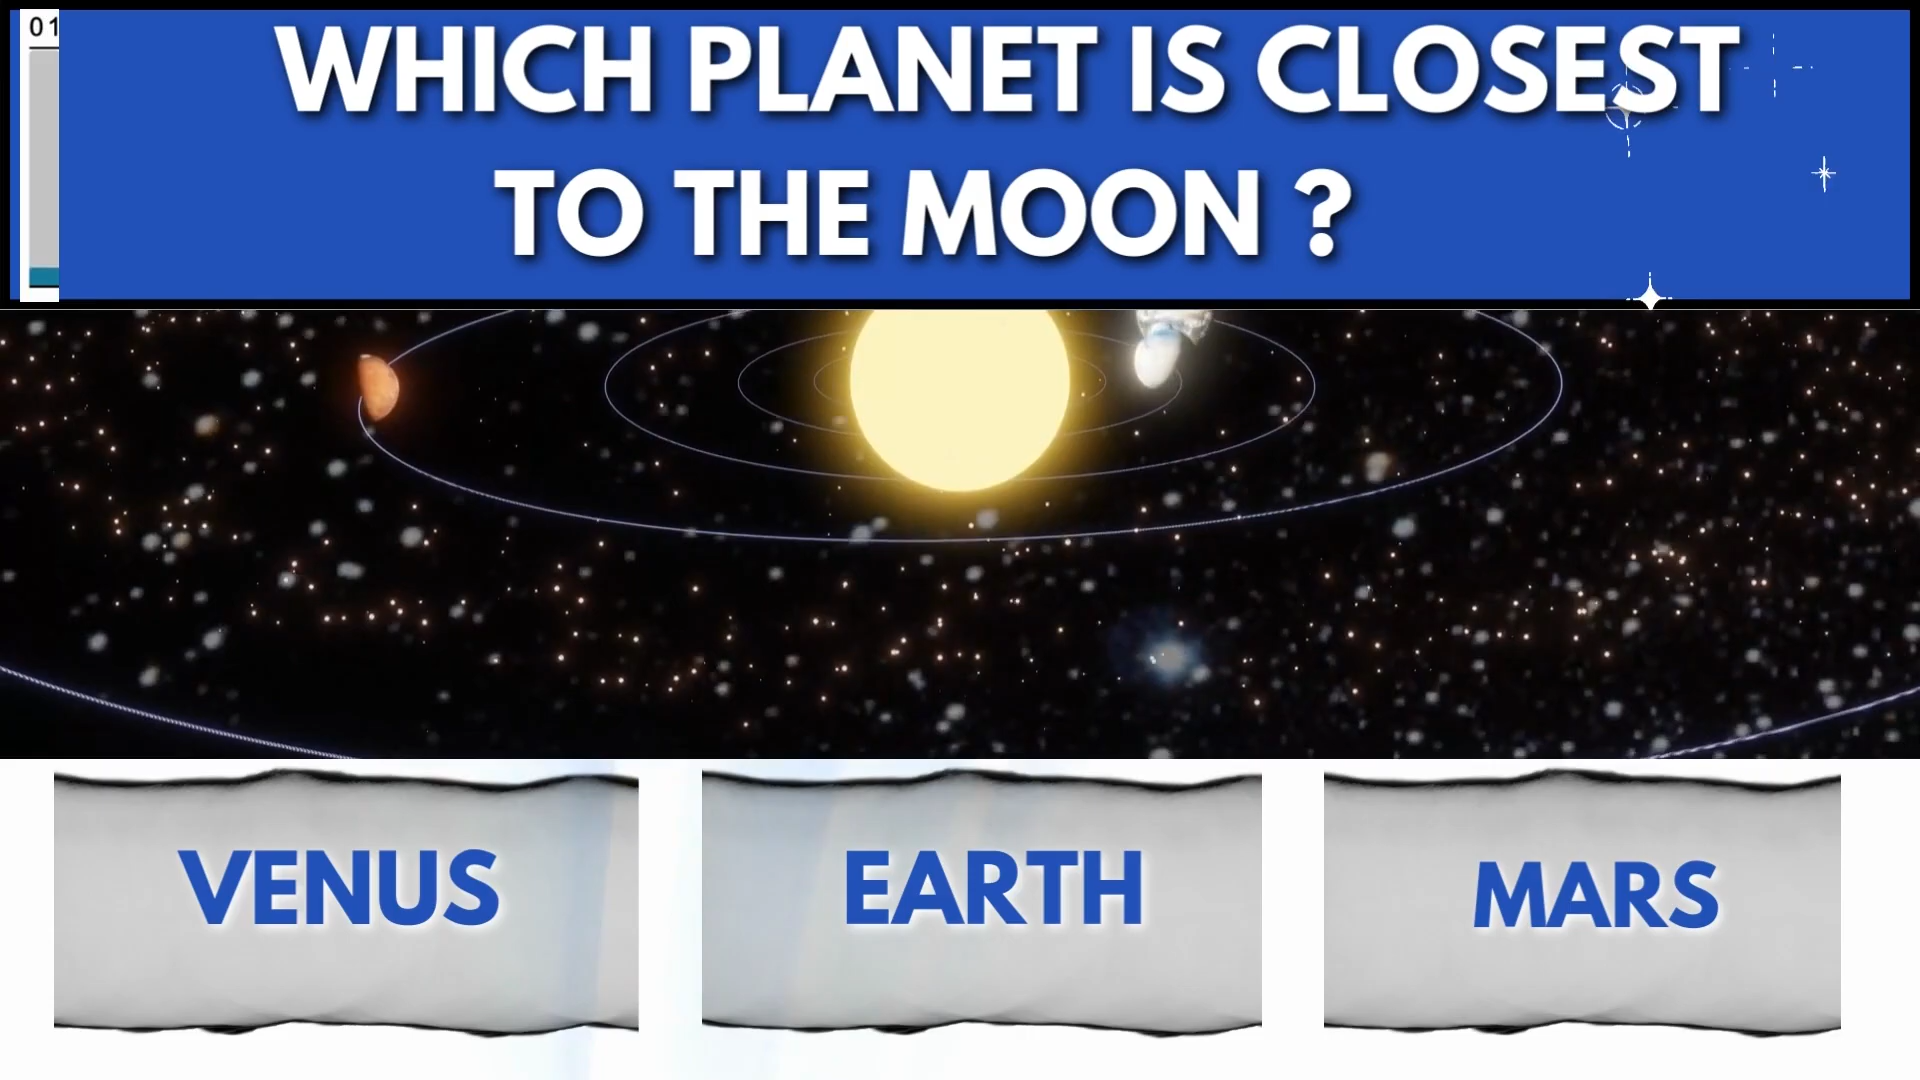 01
WHICH PLANET IS CLOSEST
TO THE MOON ?
VENUS
EARTH
MARS